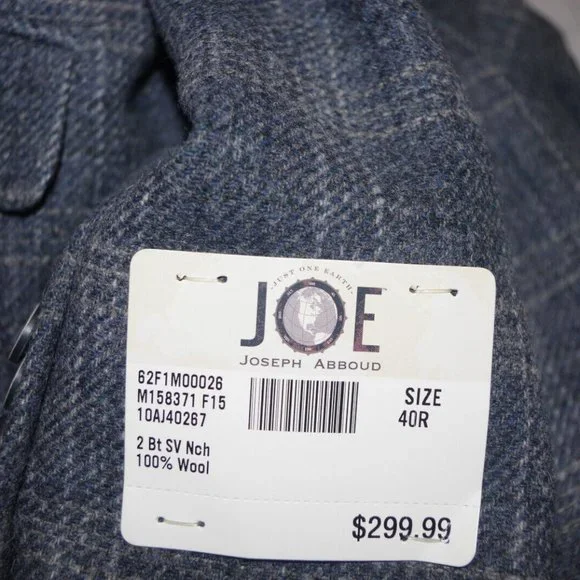 ·JUST ONE EARTH·
JOE
JOSEPH ABBOUD
62F1M00026
M158371 F15
10AJ40267
SIZE
40R
2 Bt SV Nch
100% Wool
$299.99